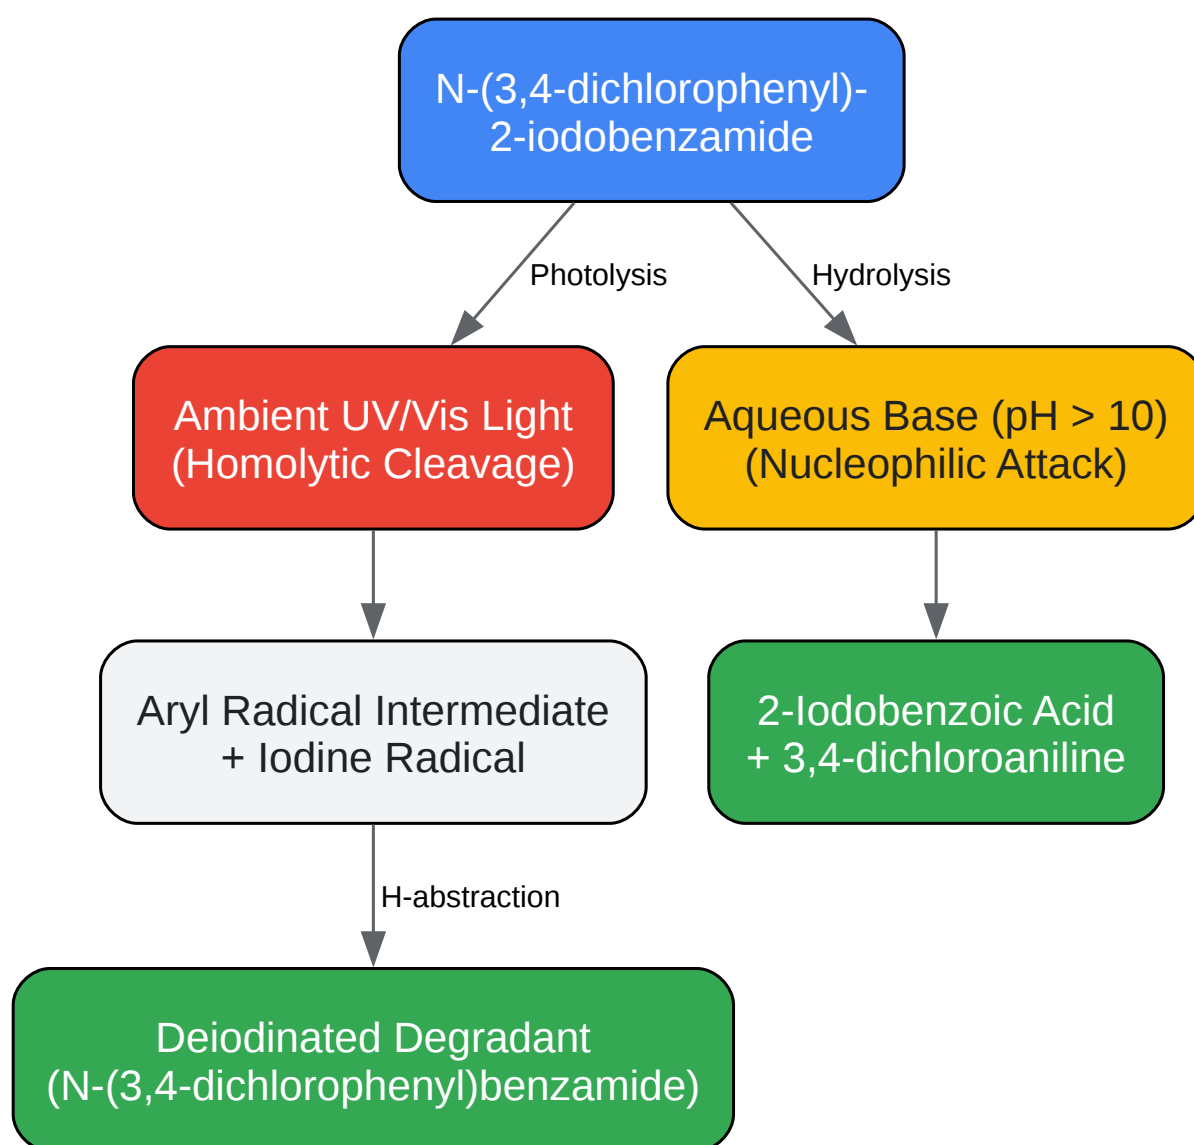 N-(3,4-dichlorophenyl)-
2-iodobenzamide
Photolysis
Hydrolysis
Ambient UV/Vis Light
(Homolytic Cleavage)
Aqueous Base (pH > 10)
(Nucleophilic Attack)
Aryl Radical Intermediate
+ Iodine Radical
2-Iodobenzoic Acid
+ 3,4-dichloroaniline
H-abstraction
Deiodinated Degradant
(N-(3,4-dichlorophenyl)benzamide)